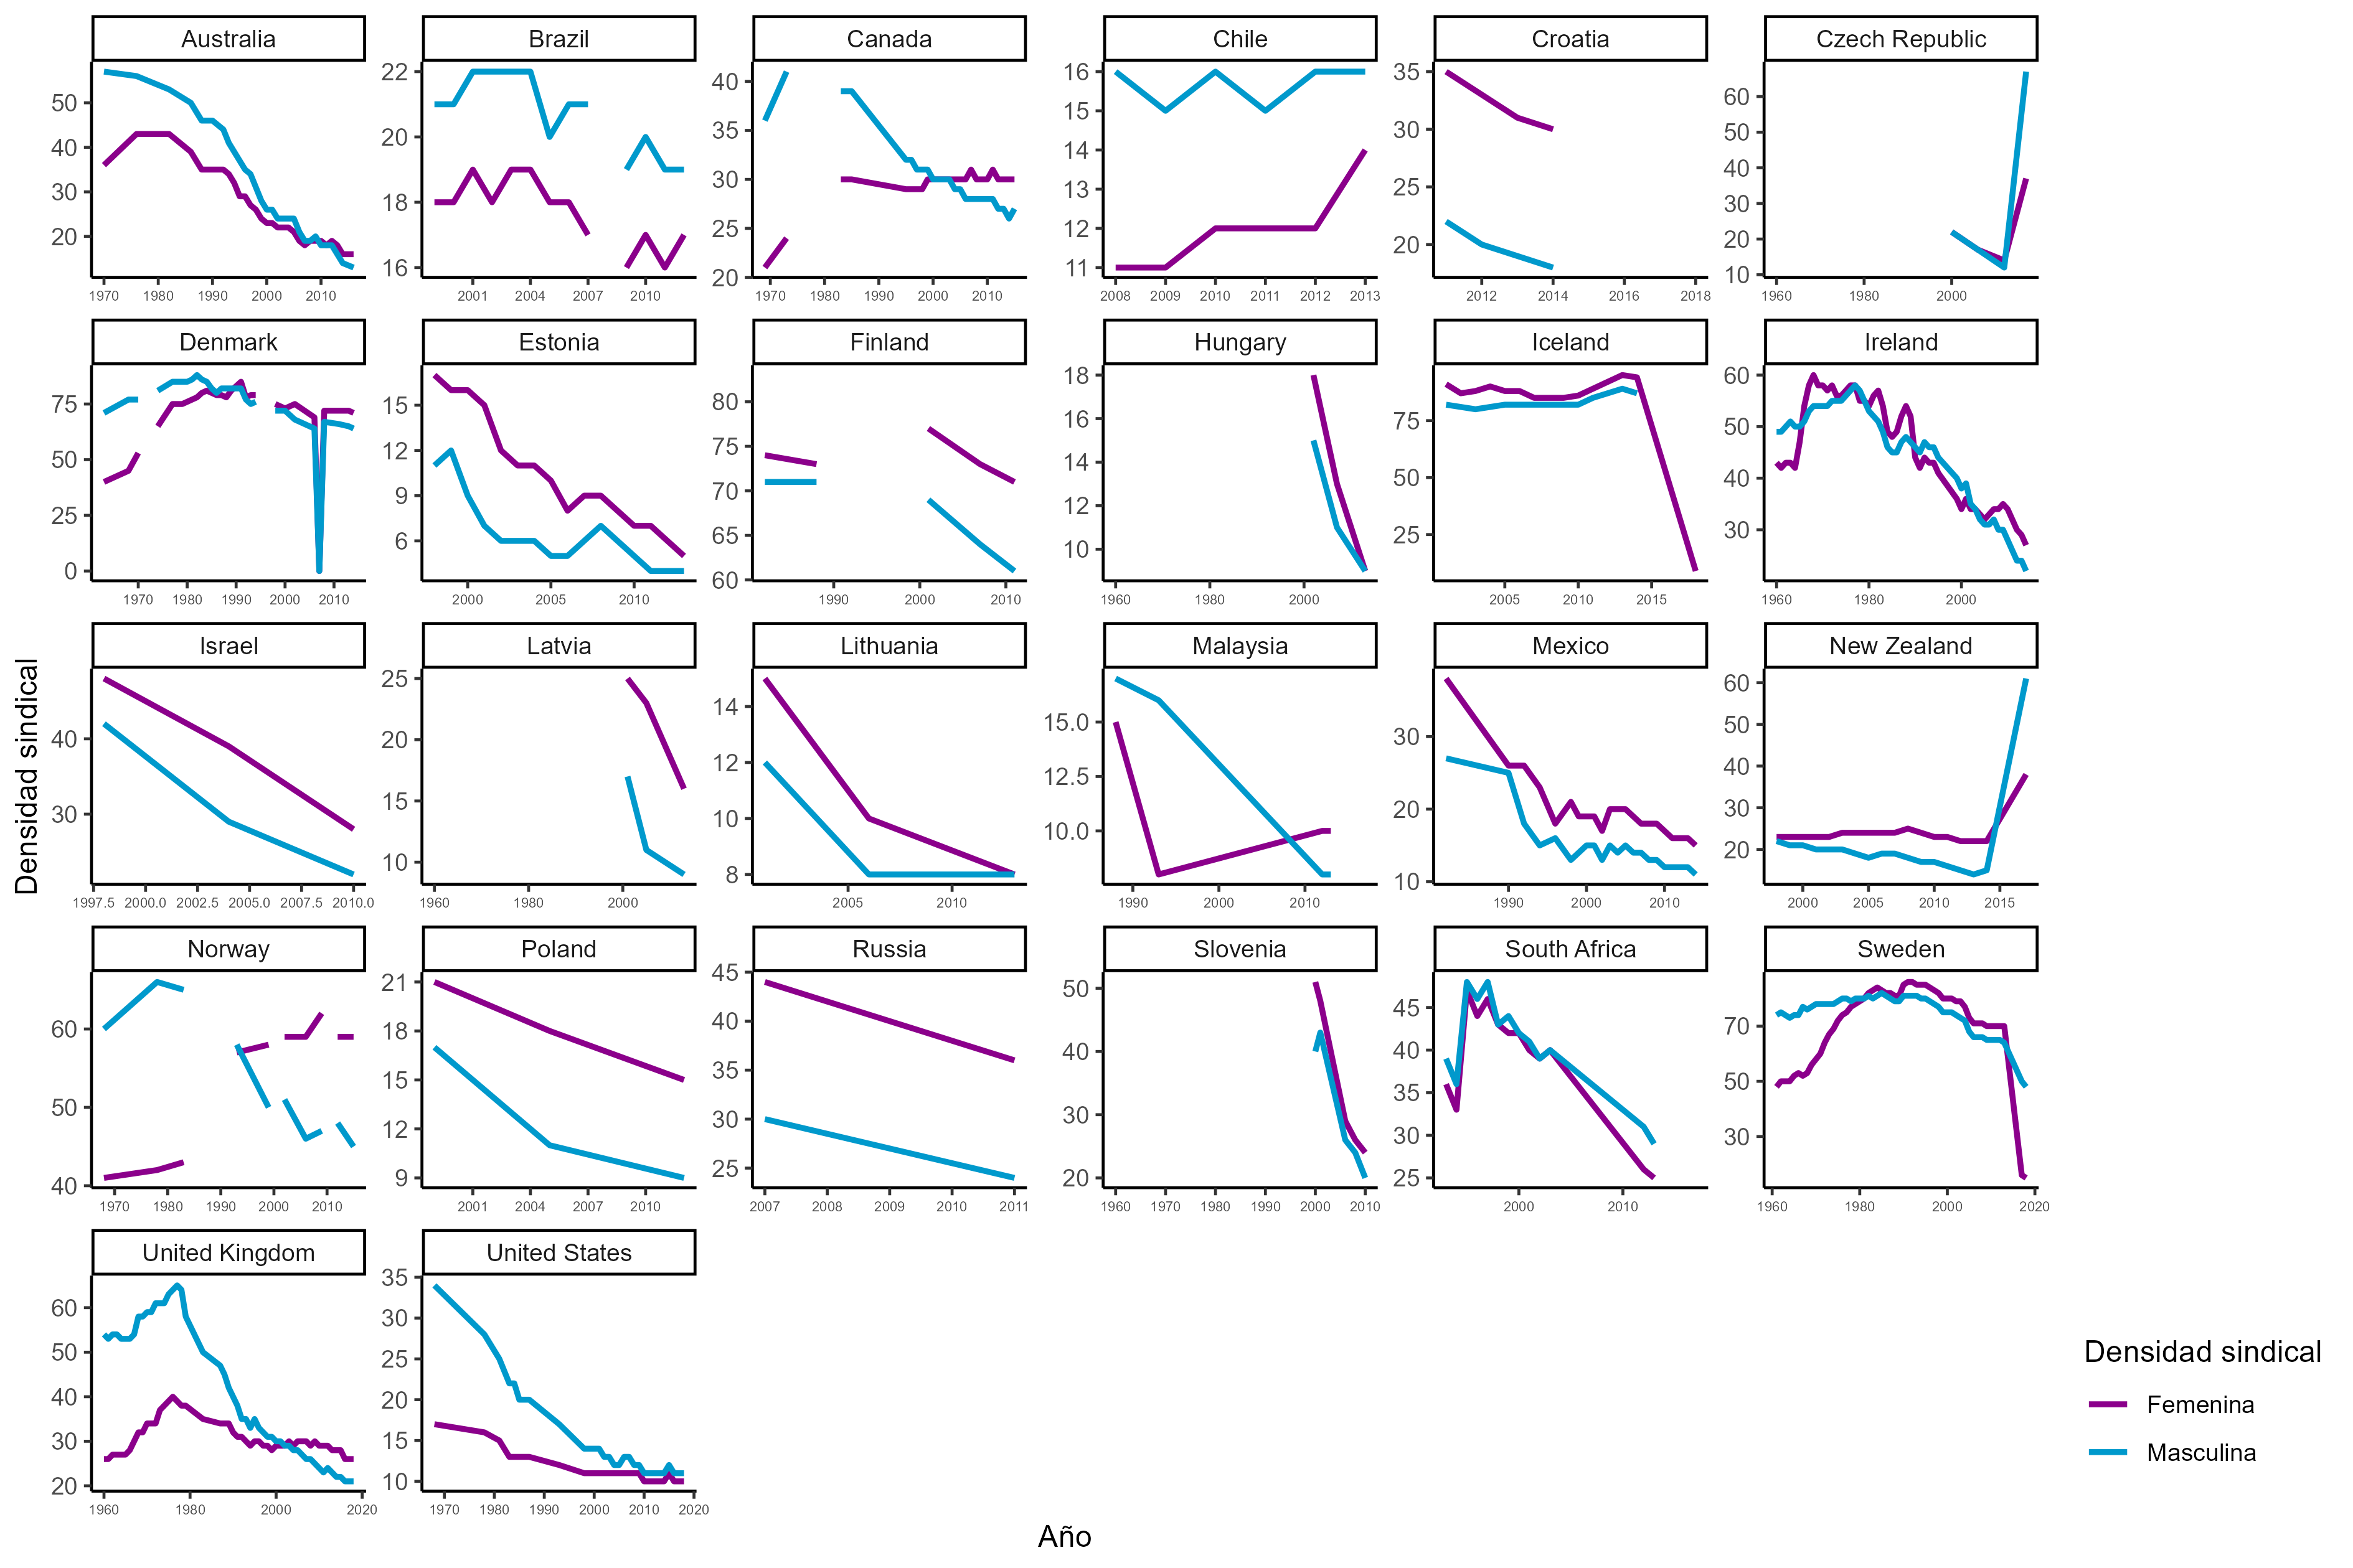 Australia Brazil Canada Chile Croatia Czech Republic
50 40 30 20
1970 1980 1990 2000 2010
22 20 18 16
2001 2004 2007 2010
40 35 30 25 20
1970 1980 1990 2000 2010
16 15 14 13 12 11
2008 2009 2010 2011 2012 2013
35 30 25 20
2012 2014 2016 2018
60 50 40 30 20 10
1960 1980 2000
Denmark Estonia Finland Hungary Iceland Ireland
75 50 25 0
1970 1980 1990 2000 2010
15 12 9 6
2000 2005 2010
80 75 70 65 60
1990 2000 2010
18 16 14 12 10
1960 1980 2000
75 50 25
2005 2010 2015
60 50 40 30
1960 1980 2000
Densidad sindical
Israel Latvia Lithuania Malaysia Mexico New Zealand
40 30
1997.5 2000.0 2002.5 2005.0 2007.5 2010.0
25 20 15 10
1960 1980 2000
14 12 10 8
2005 2010
15.0 12.5 10.0
1990 2000 2010
30 20 10
1990 2000 2010
60 50 40 30 20
2000 2005 2010 2015
Norway Poland Russia Slovenia South Africa Sweden
60 50 40
1970 1980 1990 2000 2010
21 18 15 12 9
2001 2004 2007 2010
45 40 35 30 25
2007 2008 2009 2010 2011
50 40 30 20
1960 1970 1980 1990 2000 2010
45 40 35 30 25
2000 2010
70 50 30
1960 1980 2000 2020
United Kingdom United States
60 50 40 30 20
1960 1980 2000 2020
35 30 25 20 15 10
1970 1980 1990 2000 2010 2020
Densidad sindical
Femenina
Masculina
Año